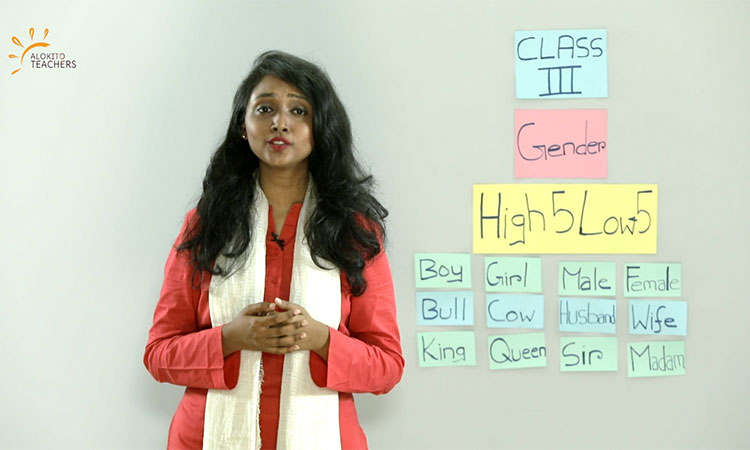 ALOKITO
TEACHERS
CLASS
III
Gender
High 5 Low 5
Boy Girl Male Female
Bull Cow Husband Wife
King Queen Sir Madam